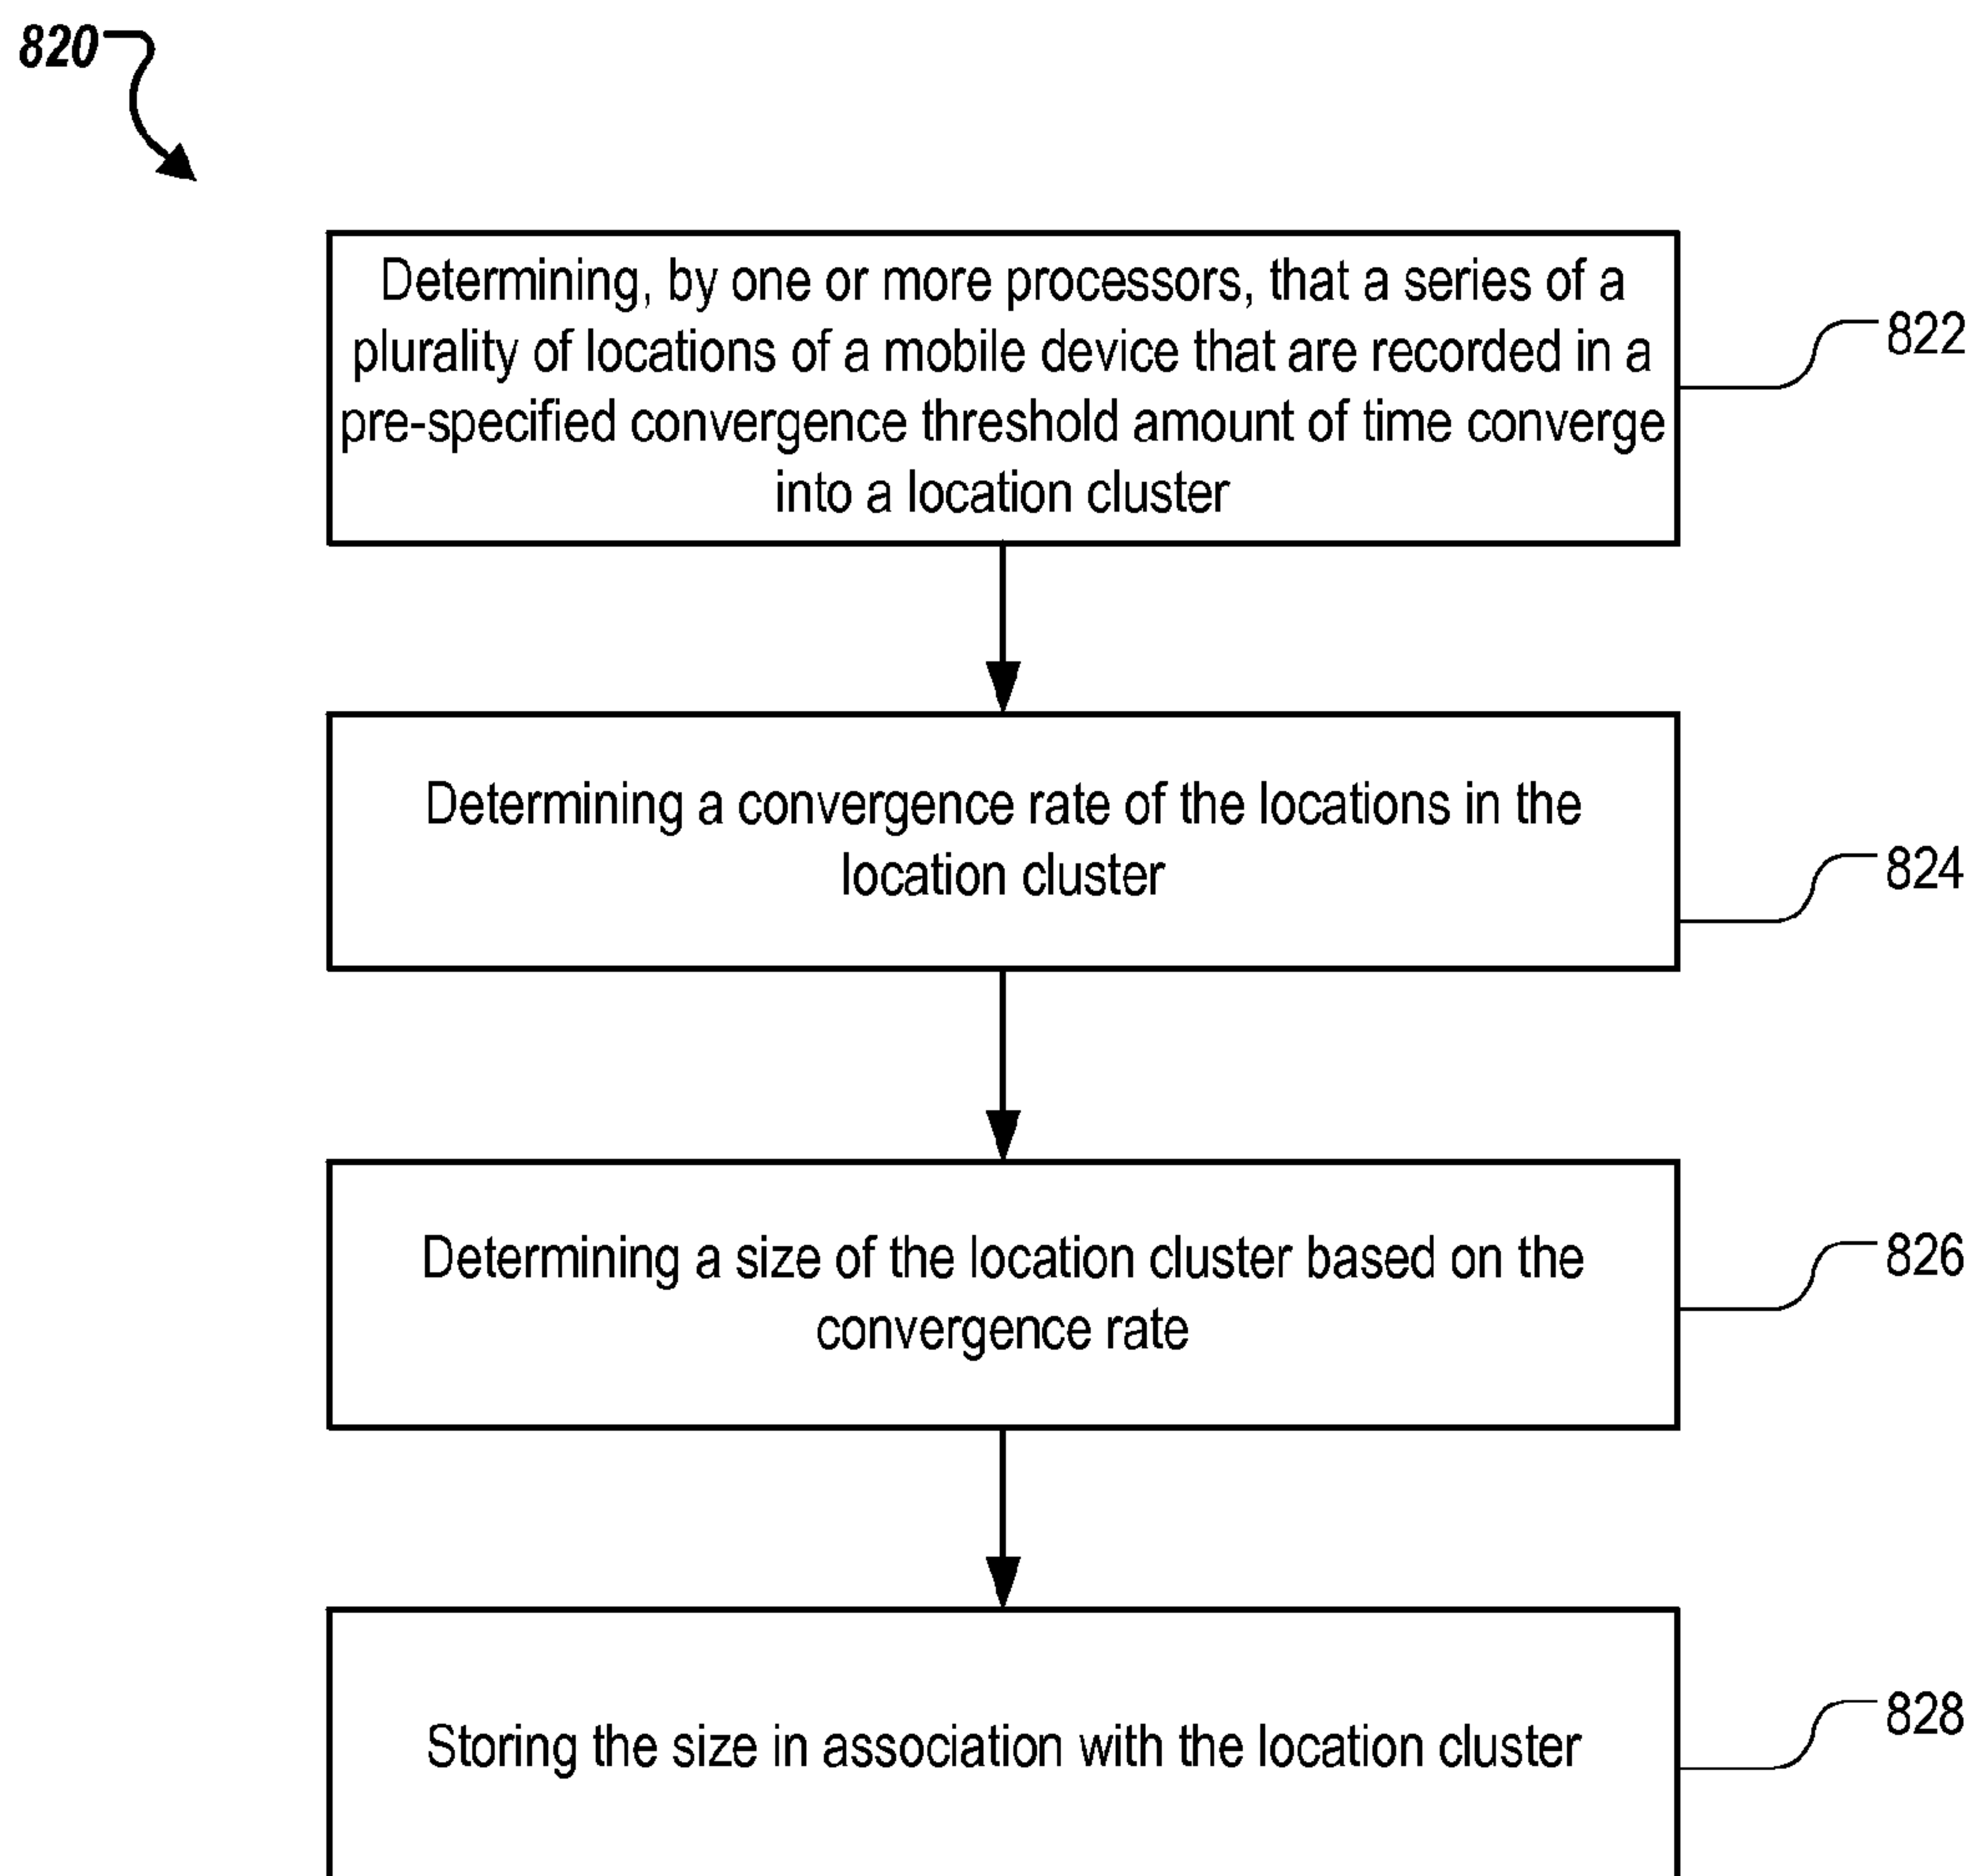 820
Determining, by one or more processors, that a series of a
plurality of locations of a mobile device that are recorded in a
pre-specified convergence threshold amount of time converge
into a location cluster
822
Determining a convergence rate of the locations in the
location cluster
824
Determining a size of the location cluster based on the
convergence rate
826
Storing the size in association with the location cluster
828